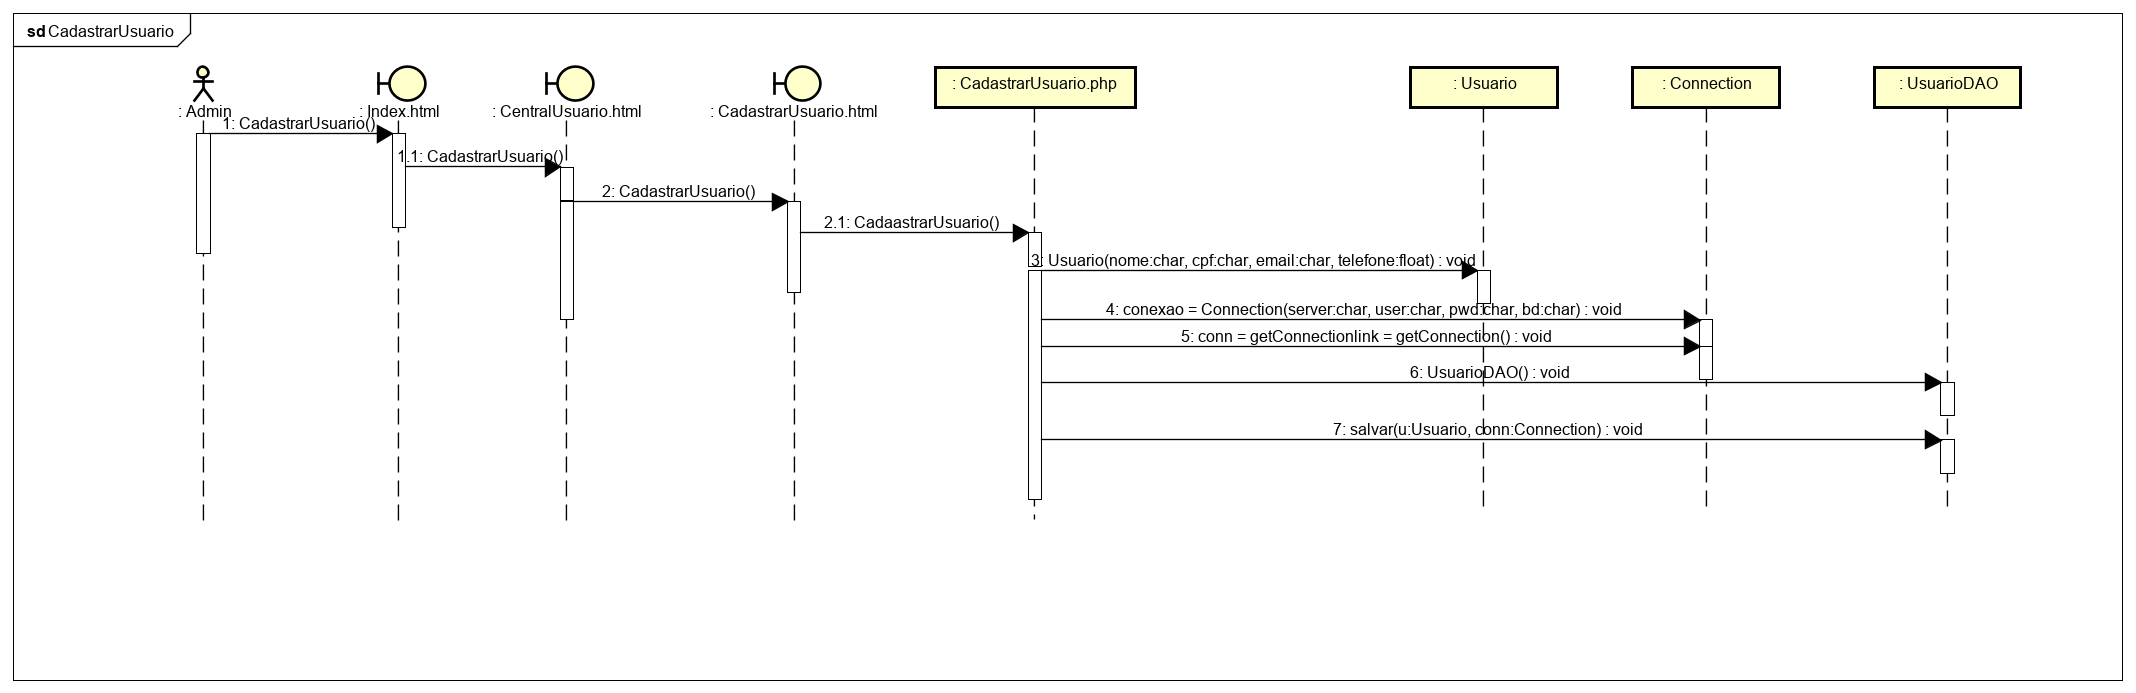 sd CadastrarUsuario
: Admin
: Index.html
: CentralUsuario.html
: CadastrarUsuario.html
: CadastrarUsuario.php
: Usuario
: Connection
: UsuarioDAO
1: CadastrarUsuario()
1.1: CadastrarUsuario()
2: CadastrarUsuario()
2.1: CadaastrarUsuario()
3: Usuario(nome:char, cpf:char, email:char, telefone:float) : void
4: conexao = Connection(server:char, user:char, pwd:char, bd:char) : void
5: conn = getConnectionlink = getConnection() : void
6: UsuarioDAO() : void
7: salvar(u:Usuario, conn:Connection) : void